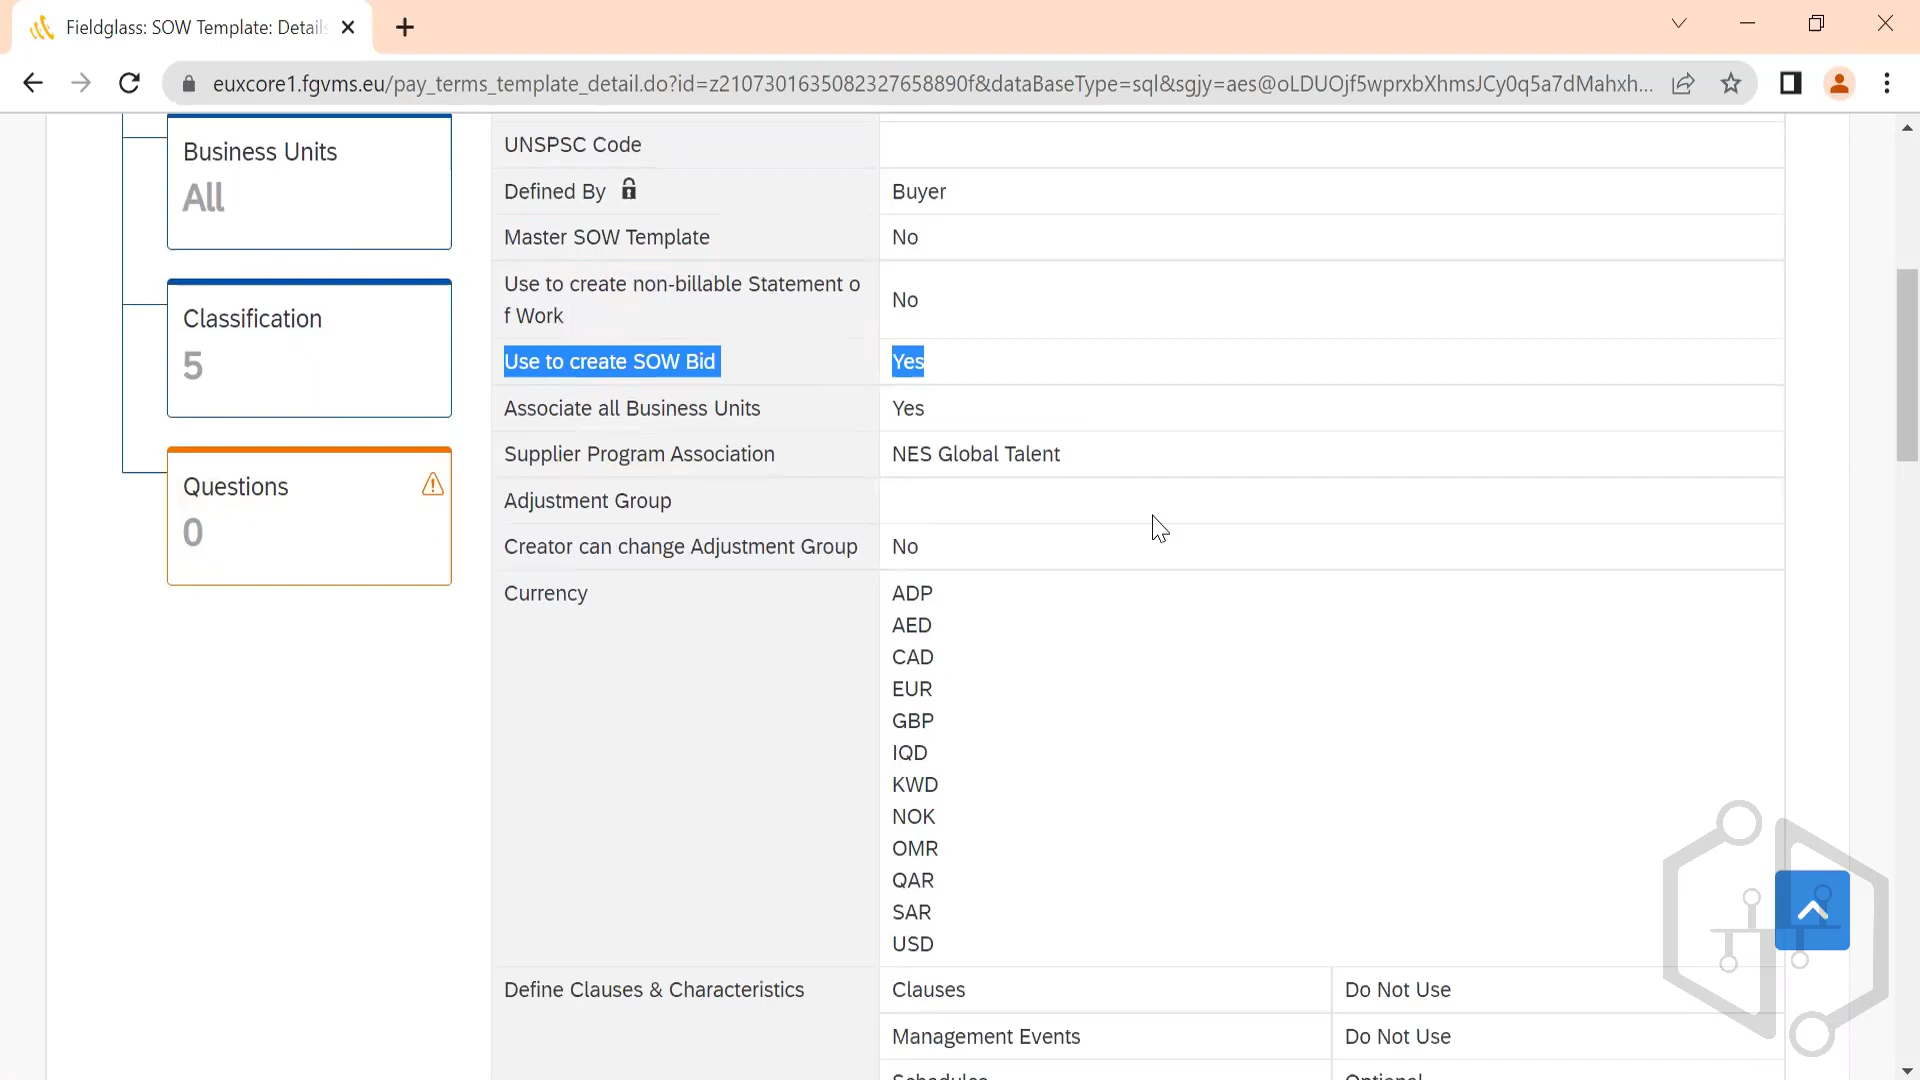 Fieldglass: SOW Template: Details
euxcore1.fgvms.eu/pay_terms_template_detail.do?id=z2107301635082327658890f&dataBaseType=sql&sgjy=aes@oLDUOjf5wprxbXhmsJCy0q5a7dMahxh...
Business Units
All
Classification
5
Questions
0
UNSPSC Code
Defined By Buyer
Master SOW Template No
Use to create non-billable Statement o
f Work
No
Use to create SOW Bid Yes
Associate all Business Units Yes
Supplier Program Association NES Global Talent
Adjustment Group
Creator can change Adjustment Group No
Currency ADP
AED
CAD
EUR
GBP
IQD
KWD
NOK
OMR
QAR
SAR
USD
Define Clauses & Characteristics Clauses Do Not Use
Management Events Do Not Use
Schedules Optional